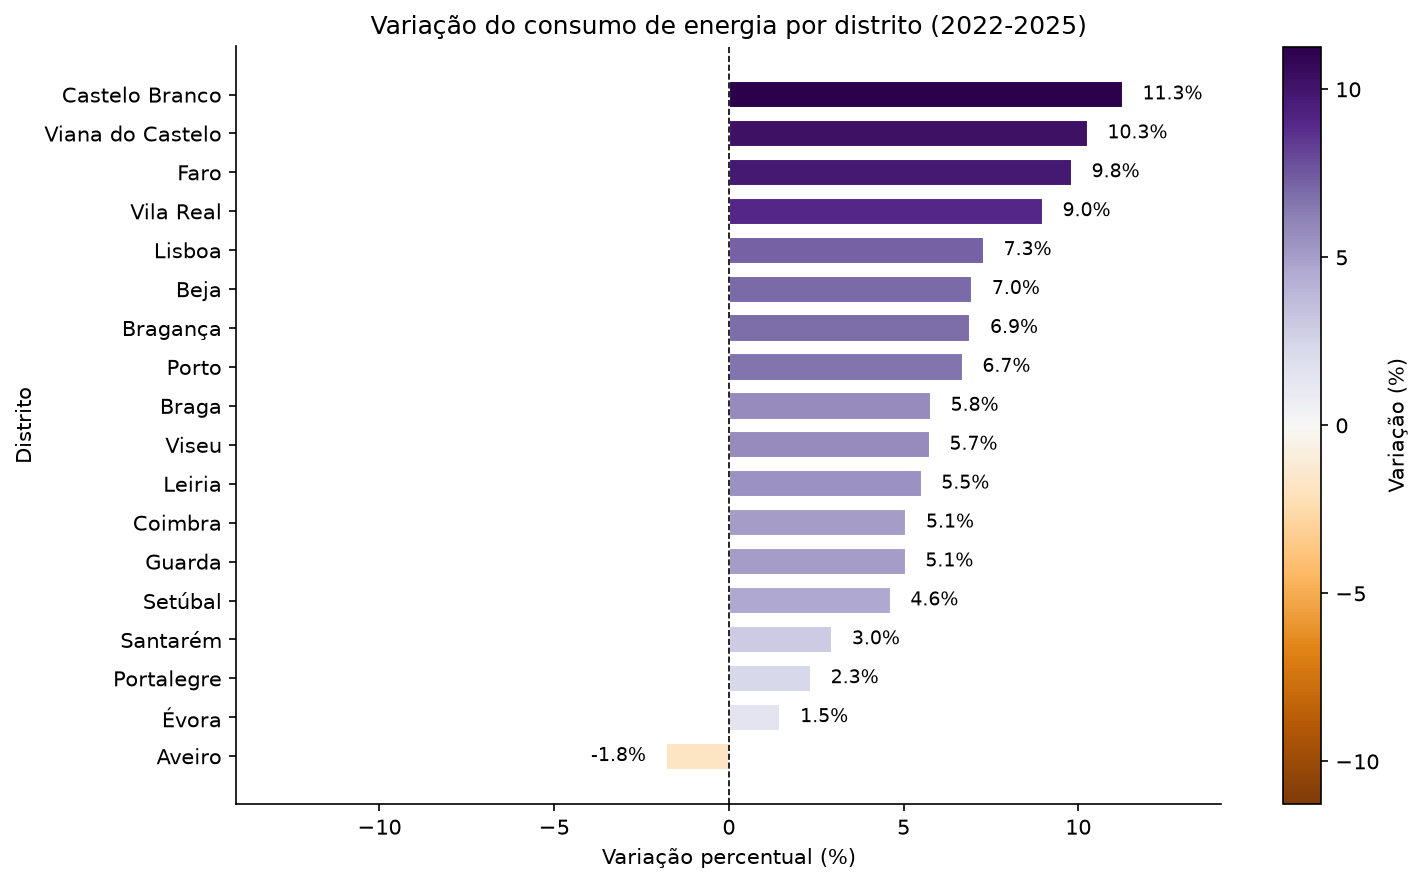 Variação do consumo de energia por distrito (2022-2025)
Distrito
Castelo Branco 11.3%
Viana do Castelo 10.3%
Faro 9.8%
Vila Real 9.0%
Lisboa 7.3%
Beja 7.0%
Bragança 6.9%
Porto 6.7%
Braga 5.8%
Viseu 5.7%
Leiria 5.5%
Coimbra 5.1%
Guarda 5.1%
Setúbal 4.6%
Santarém 3.0%
Portalegre 2.3%
Évora 1.5%
Aveiro -1.8%
−10 −5 0 5 10
Variação percentual (%)
10
5
0
−5
−10
Variação (%)